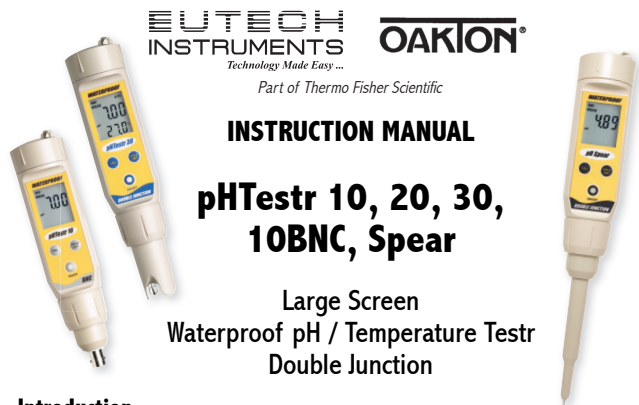 EUTECH
INSTRUMENTS
Technology Made Easy ...
OAKTON®
Part of Thermo Fisher Scientific
INSTRUCTION MANUAL
pHTestr 10, 20, 30,
10BNC, Spear
Large Screen
Waterproof pH / Temperature Testr
Double Junction
WATERPROOF
7.00
27.0
pHTestr 30
DOUBLE JUNCTION
WATERPROOF
7.00
pHTestr 10
BNC
WATERPROOF
4.89
pH Spear
DOUBLE JUNCTION